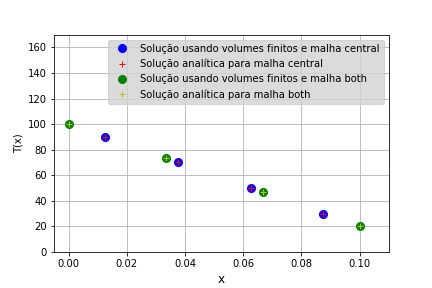 Solução usando volumes finitos e malha central
Solução analítica para malha central
Solução usando volumes finitos e malha both
Solução analítica para malha both
T(x)
160
140
120
100
80
60
40
20
0
0.00 0.02 0.04 0.06 0.08 0.10
x